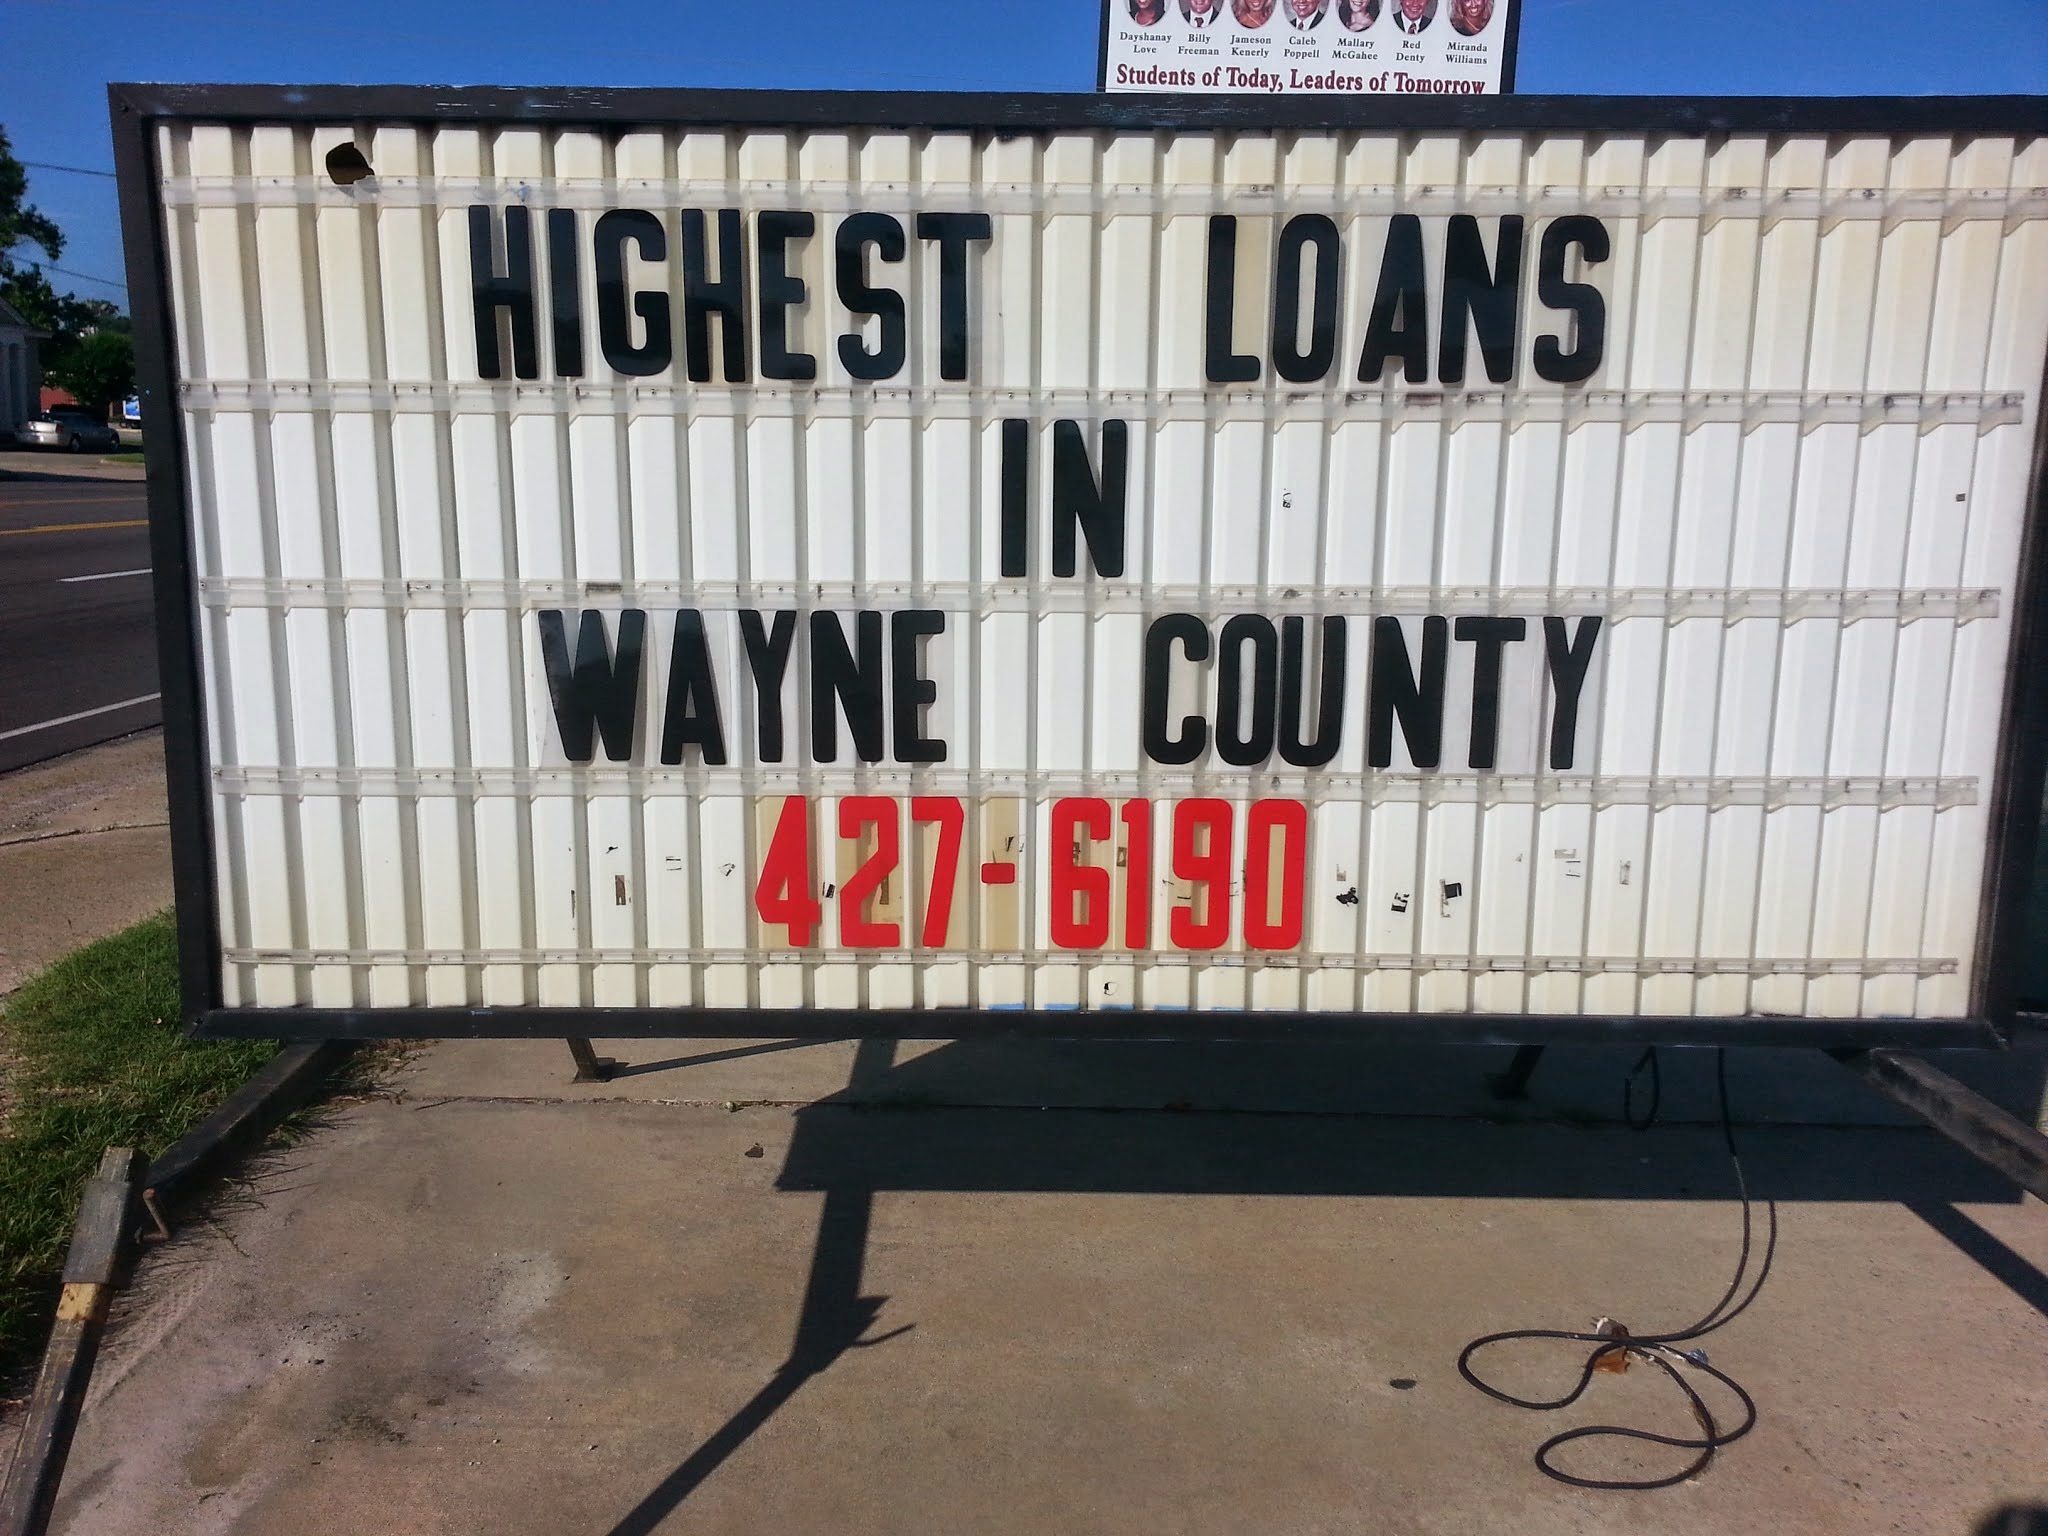 Dayshanay Love
Billy Freeman
Jameson Kenerly
Caleb Poppell
Mallary McGahee
Red Denty
Miranda Williams
Students of Today, Leaders of Tomorrow
HIGHEST LOANS
IN
WAYNE COUNTY
427-6190